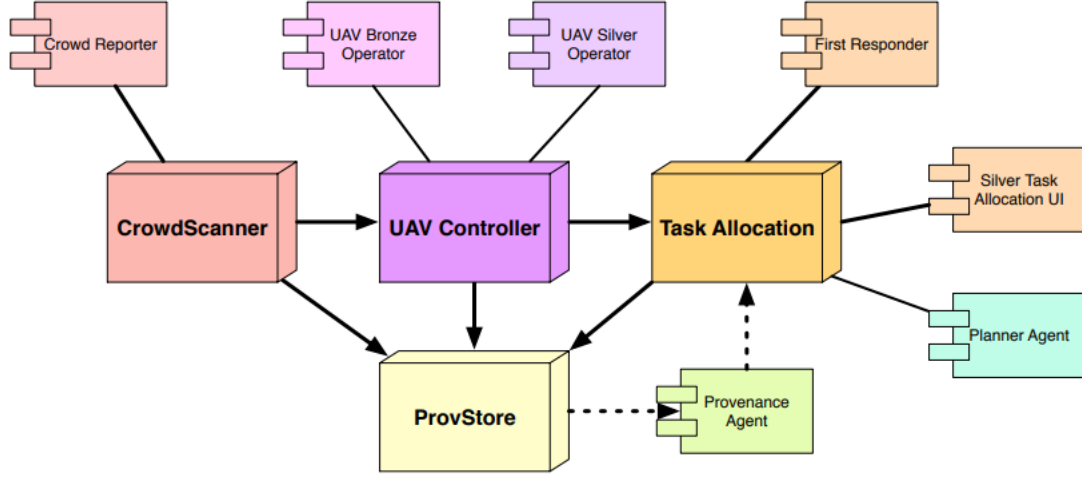 Crowd Reporter
UAV Bronze
Operator
UAV Silver
Operator
First Responder
CrowdScanner
UAV Controller
Task Allocation
Silver Task
Allocation UI
Planner Agent
ProvStore
Provenance
Agent